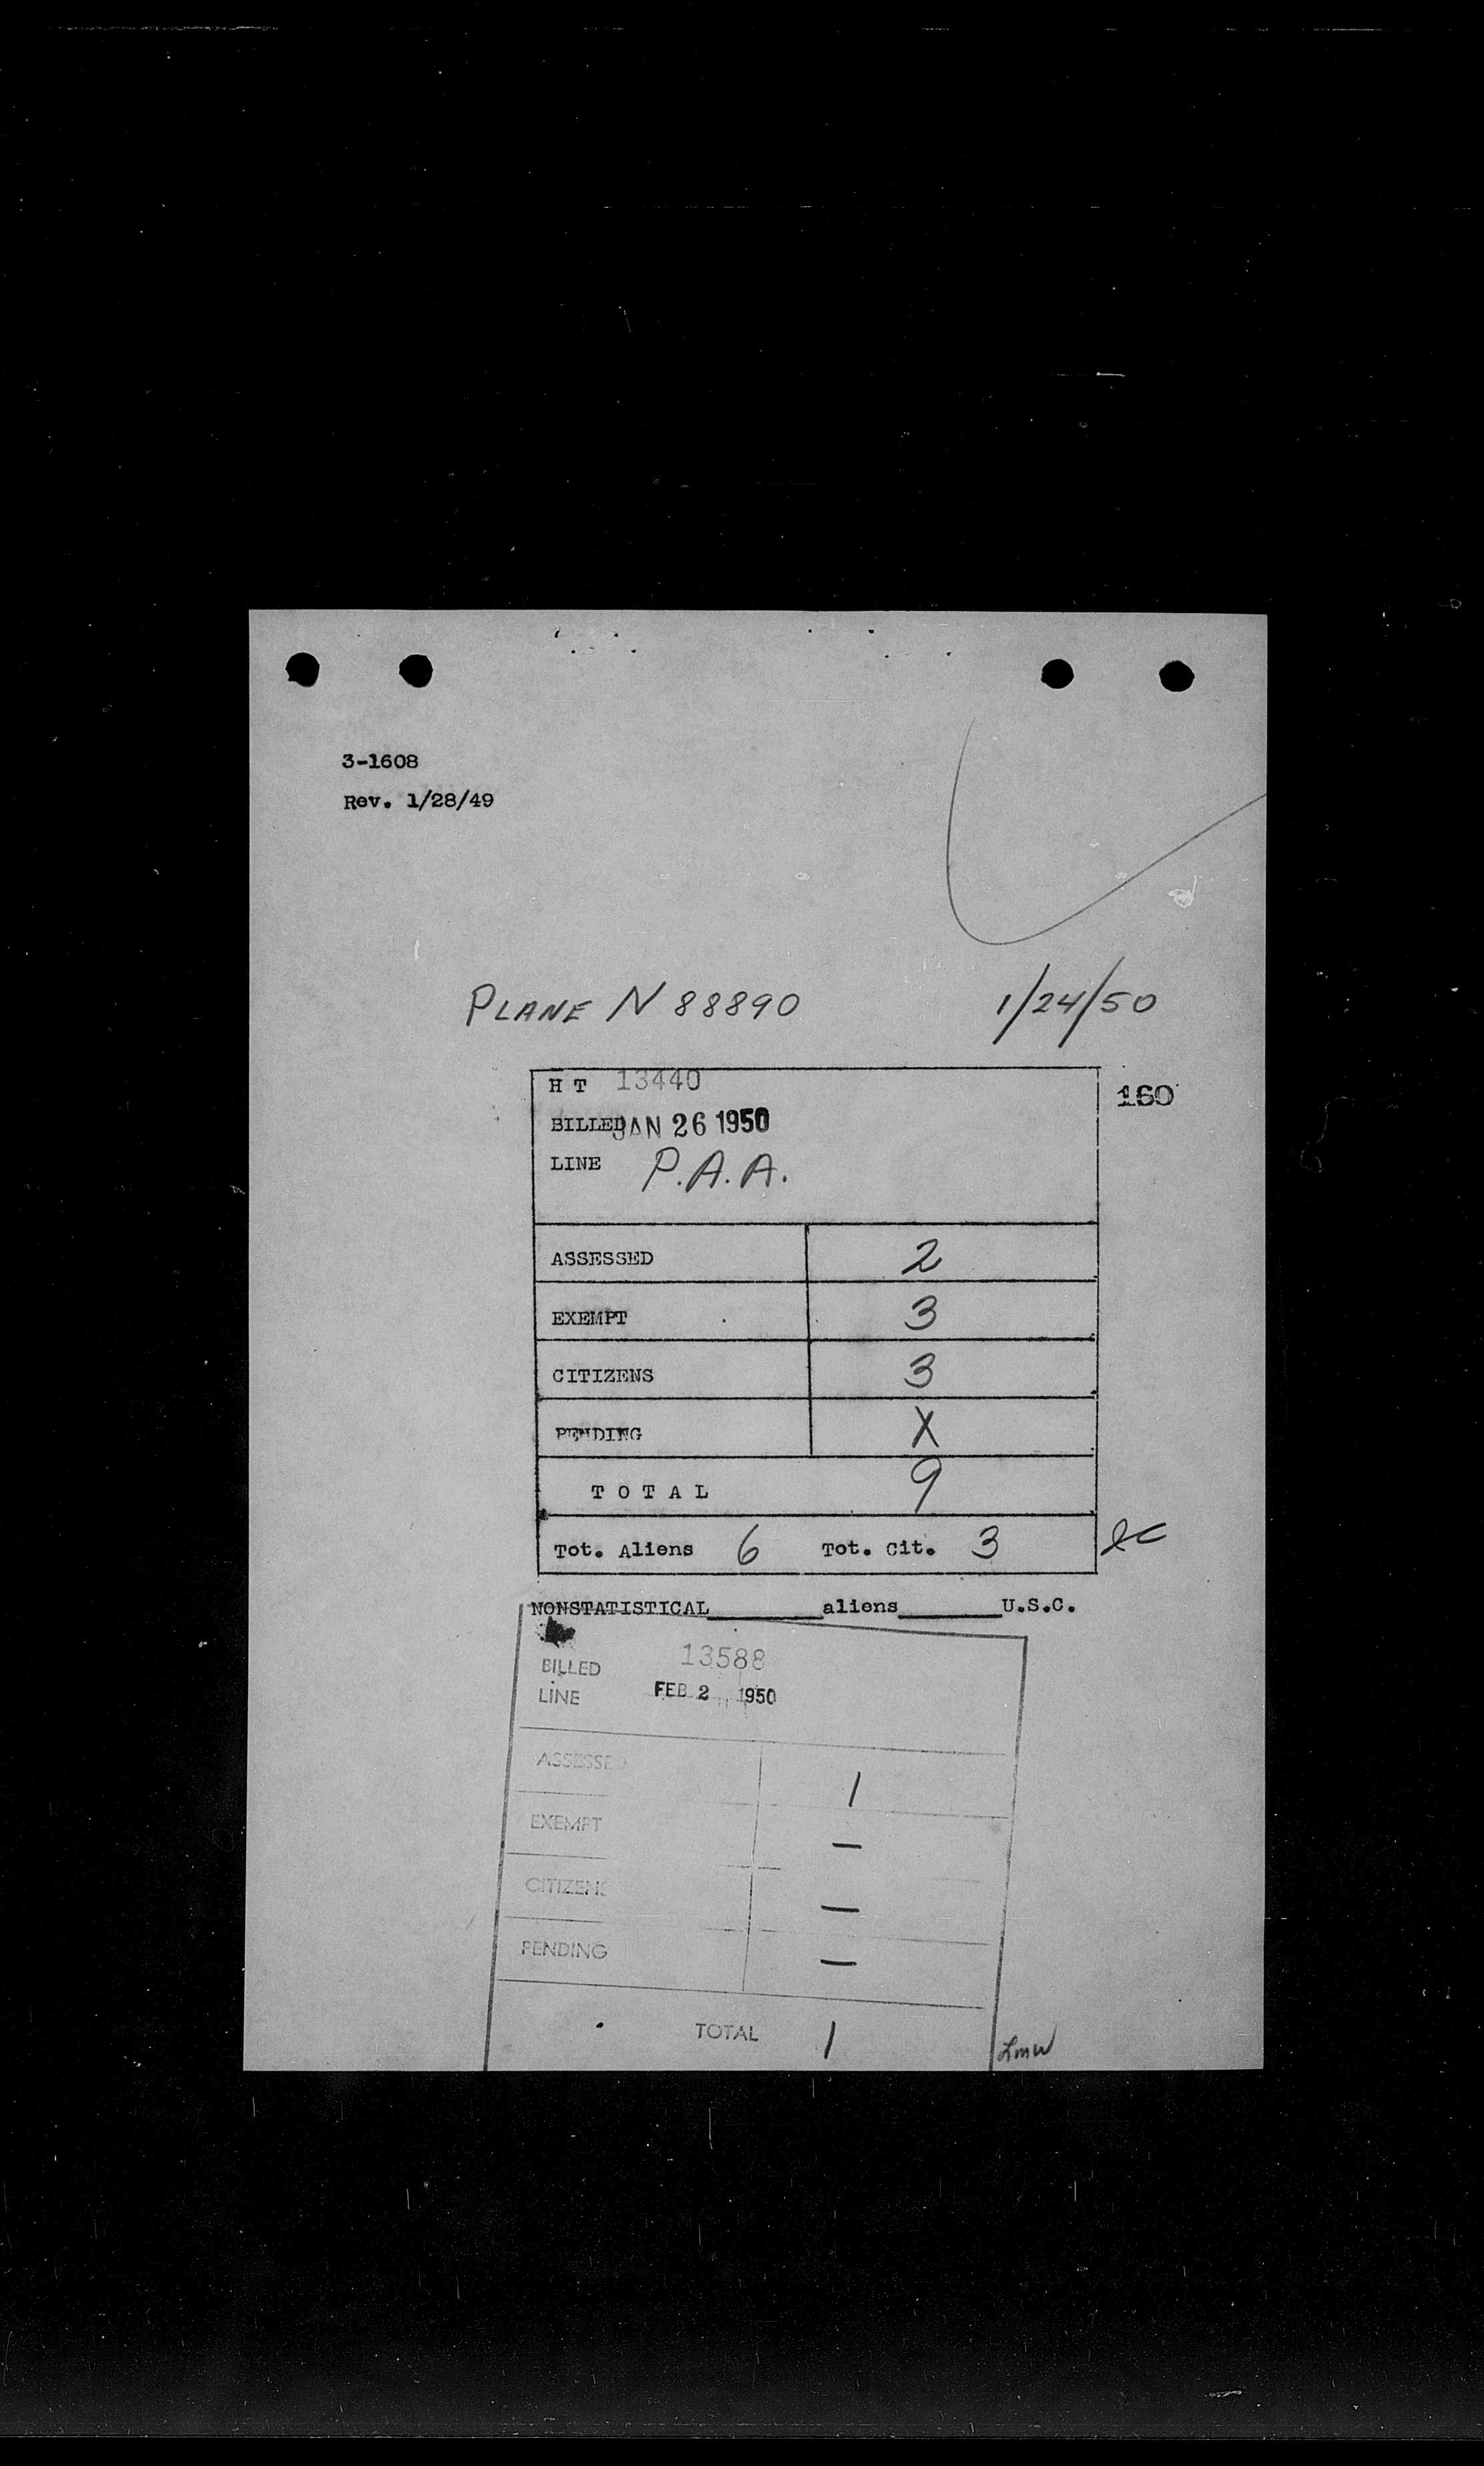 3-1608
Rev. 1/28/49
PLANE N 88890 1/24/50
H T 13440
160
BILLED JAN 26 1950
LINE P.A.A.
ASSESSED 2
EXEMPT 3
CITIZENS 3
PENDING X
TOTAL 9
Tot. Aliens 6 Tot. Cit. 3
NONSTATISTICAL________aliens_______U.S.C.
13588
BILLED
LINE FEB 2 1950
ASSESSED 1
EXEMPT —
CITIZENS —
PENDING —
TOTAL 1
Lmw